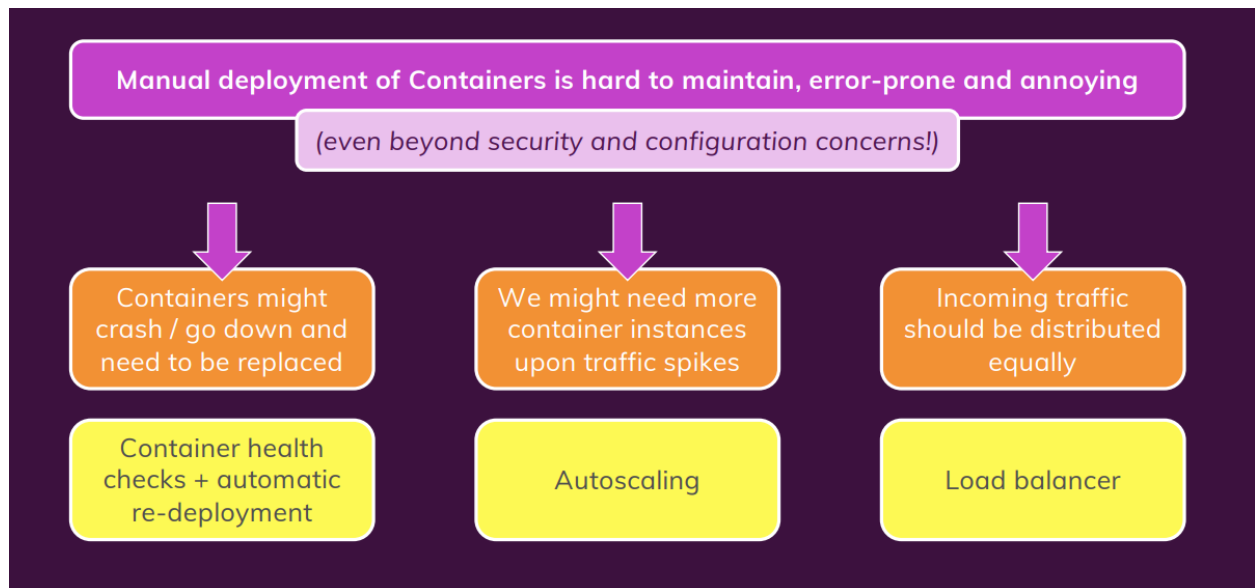 Manual deployment of Containers is hard to maintain, error-prone and annoying
(even beyond security and configuration concerns!)
Containers might
crash / go down and
need to be replaced
We might need more
container instances
upon traffic spikes
Incoming traffic
should be distributed
equally
Container health
checks + automatic
re-deployment
Autoscaling
Load balancer